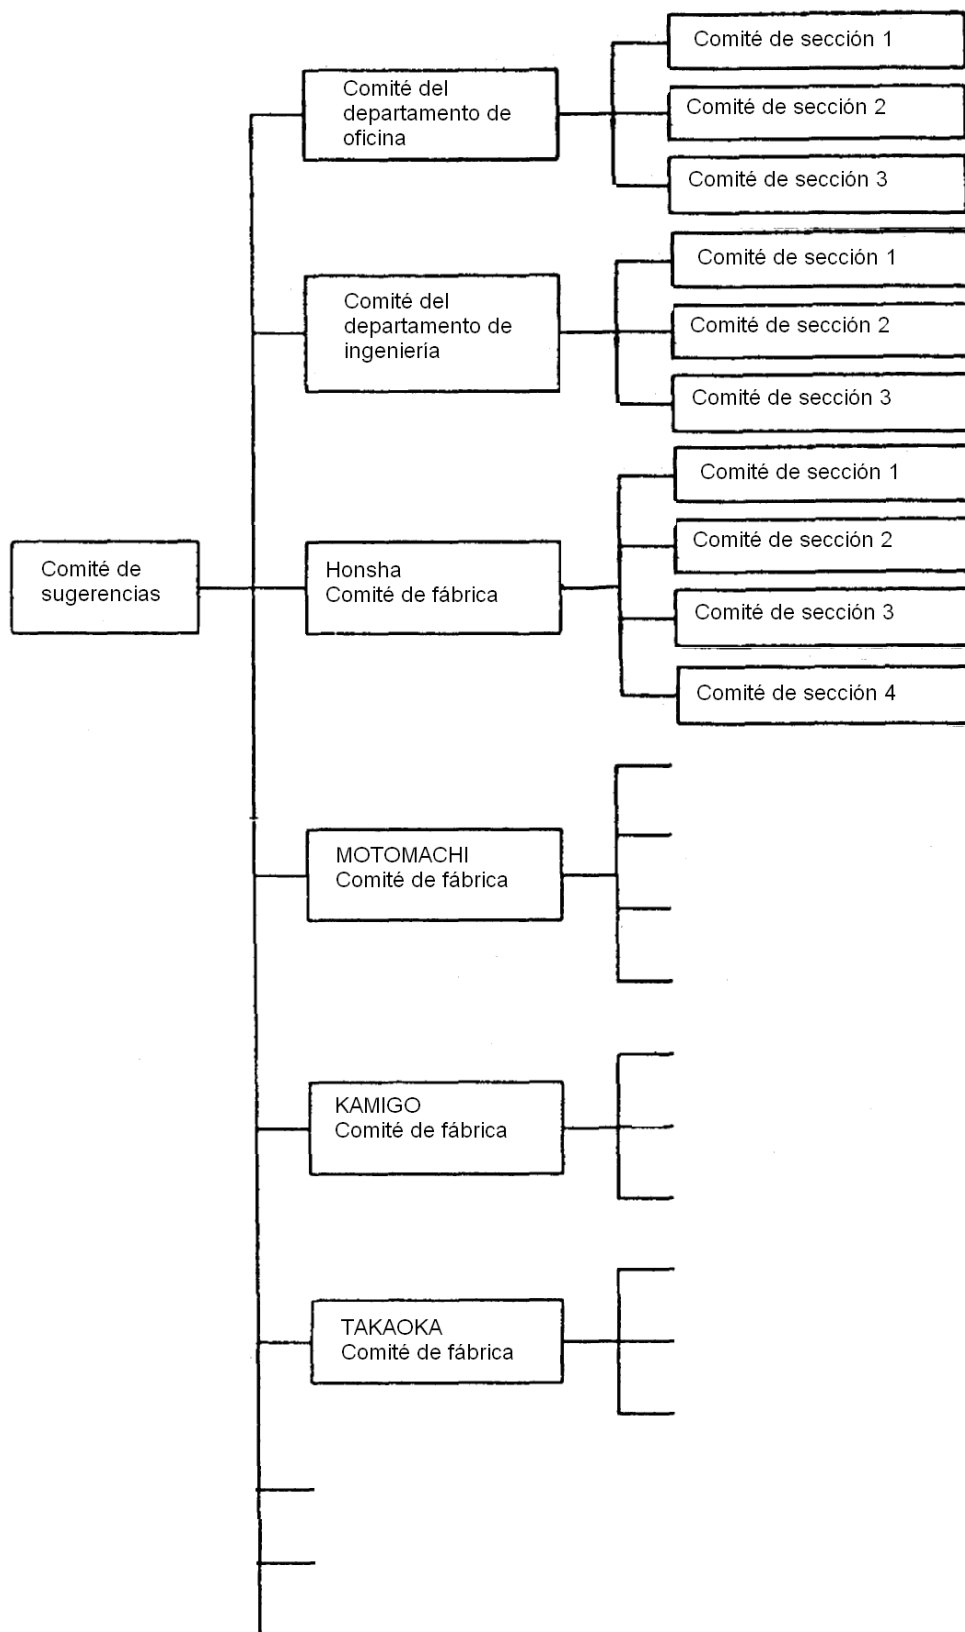 Comité de sección 1
Comité del
departamento de
oficina
Comité de sección 2
Comité de sección 3
Comité de sección 1
Comité del
departamento de
ingeniería
Comité de sección 2
Comité de sección 3
Comité de sección 1
Comité de sección 2
Comité de
sugerencias
Honsha
Comité de fábrica
Comité de sección 3
Comité de sección 4
MOTOMACHI
Comité de fábrica
KAMIGO
Comité de fábrica
TAKAOKA
Comité de fábrica